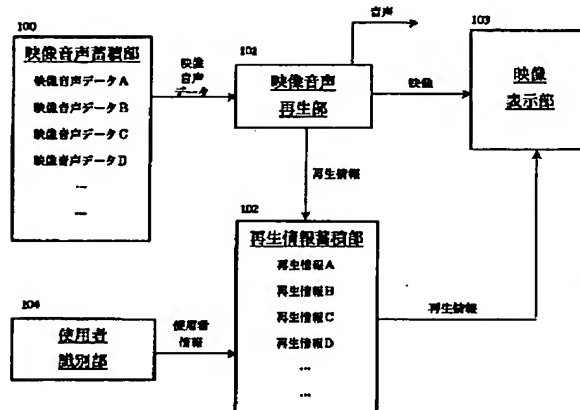 100
映像音声蓄積部
映像音声データA
映像音声データB
映像音声データC
映像音声データD
…
…
映像
音声
データ
101
映像音声
再生部
音声
映像
103
映像
表示部
再生情報
102
再生情報蓄積部
再生情報A
再生情報B
再生情報C
再生情報D
…
…
再生情報
104
使用者
識別部
使用者
情報